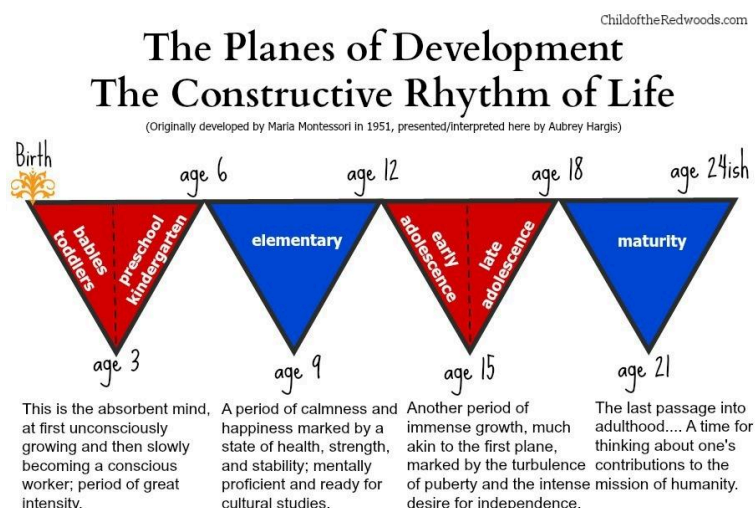 ChildoftheRedwoods.com
The Planes of Development
The Constructive Rhythm of Life
(Originally developed by Maria Montessori in 1951, presented/interpreted here by Aubrey Hargis)
Birth
age 6
age 12
age 18
age 24ish
babies
toddlers
preschool
kindergarten
elementary
early
adolescence
late
adolescence
maturity
age 3
age 9
age 15
age 21
This is the absorbent mind,
at first unconsciously
growing and then slowly
becoming a conscious
worker; period of great
intensity.
A period of calmness and
happiness marked by a
state of health, strength,
and stability; mentally
proficient and ready for
cultural studies.
Another period of
immense growth, much
akin to the first plane,
marked by the turbulence
of puberty and the intense
desire for independence.
The last passage into
adulthood.... A time for
thinking about one's
contributions to the
mission of humanity.